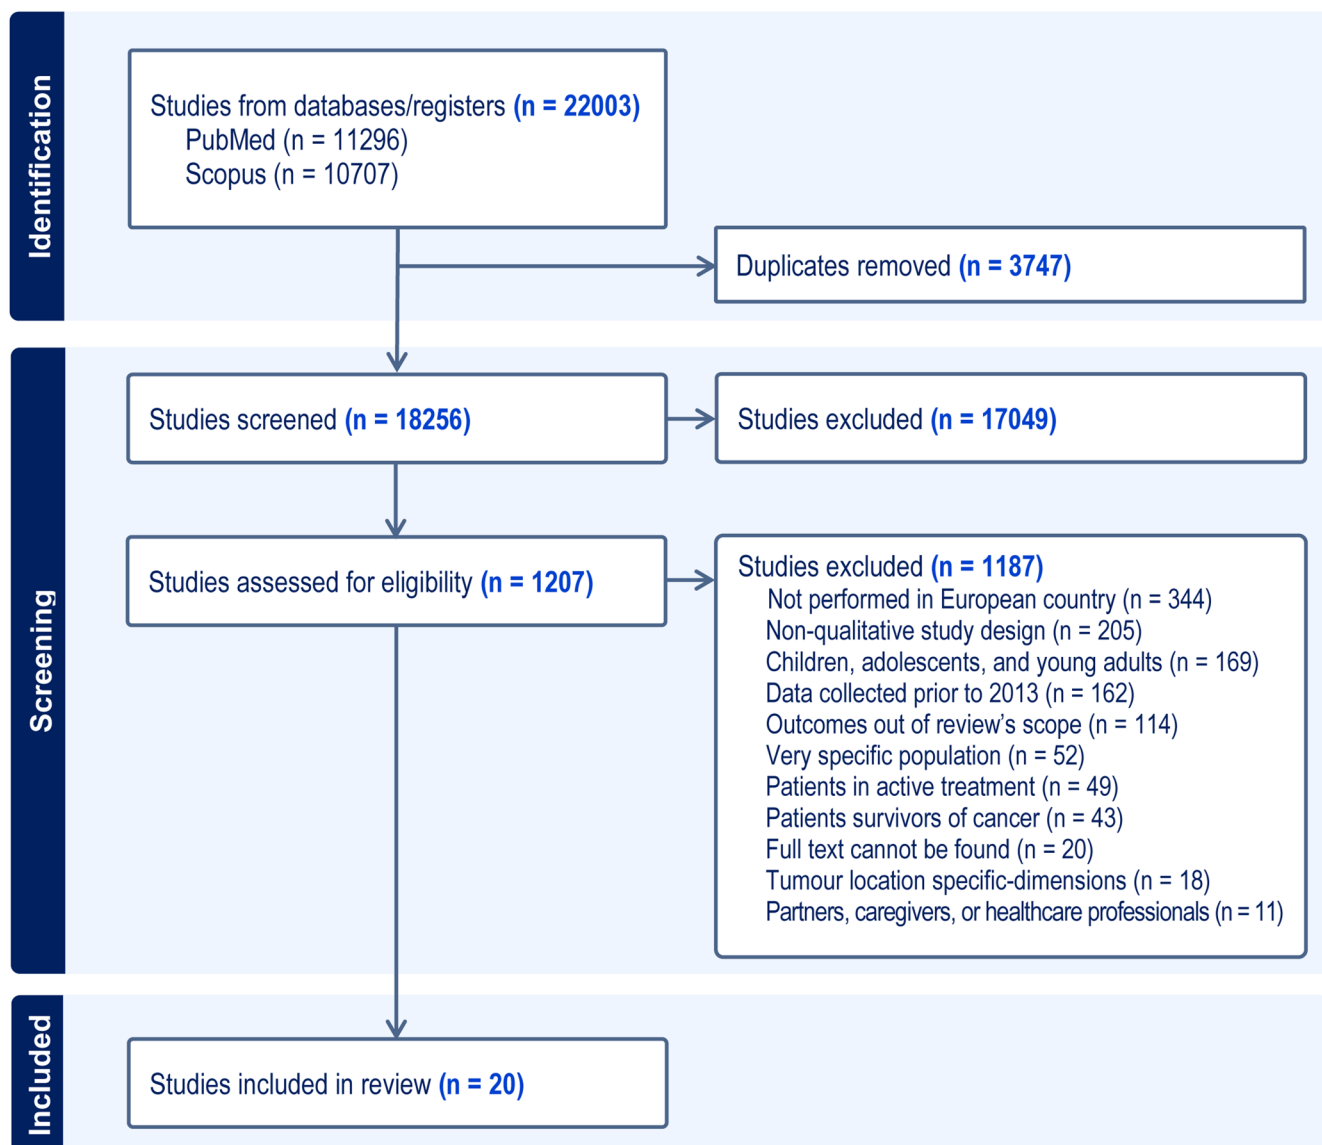 Identification
Studies from databases/registers (n = 22003)
PubMed (n = 11296)
Scopus (n = 10707)
Duplicates removed (n = 3747)
Screening
Studies screened (n = 18256)
Studies excluded (n = 17049)
Studies assessed for eligibility (n = 1207)
Studies excluded (n = 1187)
Not performed in European country (n = 344)
Non-qualitative study design (n = 205)
Children, adolescents, and young adults (n = 169)
Data collected prior to 2013 (n = 162)
Outcomes out of review’s scope (n = 114)
Very specific population (n = 52)
Patients in active treatment (n = 49)
Patients survivors of cancer (n = 43)
Full text cannot be found (n = 20)
Tumour location specific-dimensions (n = 18)
Partners, caregivers, or healthcare professionals (n = 11)
Included
Studies included in review (n = 20)